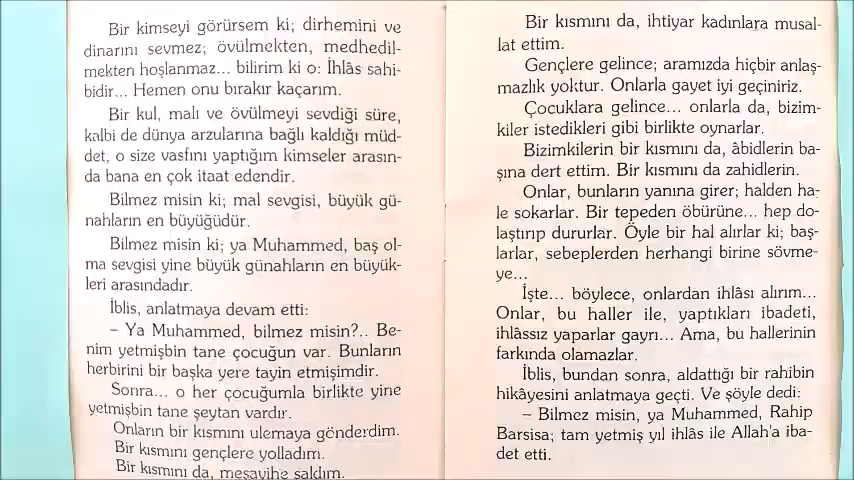 Bir kimseyi görürsem ki; dirhemini ve
dinarını sevmez; övülmekten, medhedil-
mekten hoşlanmaz... bilirim ki o: İhlâs sahi-
bidir... Hemen onu bırakır kaçarım.
Bir kul, malı ve övülmeyi sevdiği süre,
kalbi de dünya arzularına bağlı kaldığı müd-
det, o size vasfını yaptığım kimseler arasın-
da bana en çok itaat edendir.
Bilmez misin ki; mal sevgisi, büyük gü-
nahların en büyüğüdür.
Bilmez misin ki; ya Muhammed, baş ol-
ma sevgisi yine büyük günahların en büyük-
leri arasındadır.
İblis, anlatmaya devam etti:
– Ya Muhammed, bilmez misin?.. Be-
nim yetmişbin tane çocuğun var. Bunların
herbirini bir başka yere tayin etmişimdir.
Sonra... o her çocuğumla birlikte yine
yetmişbin tane şeytan vardır.
Onların bir kısmını ulemaya gönderdim.
Bir kısmını gençlere yolladım.
Bir kısmını da, meşayihe saldım.
Bir kısmını da, ihtiyar kadınlara musal-
lat ettim.
Gençlere gelince; aramızda hiçbir anlaş-
mazlık yoktur. Onlarla gayet iyi geçiniriz.
Çocuklara gelince... onlarla da, bizim-
kiler istedikleri gibi birlikte oynarlar.
Bizimkilerin bir kısmını da, âbidlerin ba-
şına dert ettim. Bir kısmını da zahidlerin.
Onlar, bunların yanına girer; halden ha-
le sokarlar. Bir tepeden öbürüne... hep do-
laştırıp dururlar. Öyle bir hal alırlar ki; baş-
larlar, sebeplerden herhangi birine sövme-
ye...
İşte... böylece, onlardan ihlâsı alırım...
Onlar, bu haller ile, yaptıkları ibadeti,
ihlâssız yaparlar gayrı... Ama, bu hallerinin
farkında olamazlar.
İblis, bundan sonra, aldattığı bir rahibin
hikâyesini anlatmaya geçti. Ve şöyle dedi:
– Bilmez misin, ya Muhammed, Rahip
Barsisa; tam yetmiş yıl ihlâs ile Allah'a iba-
det etti.